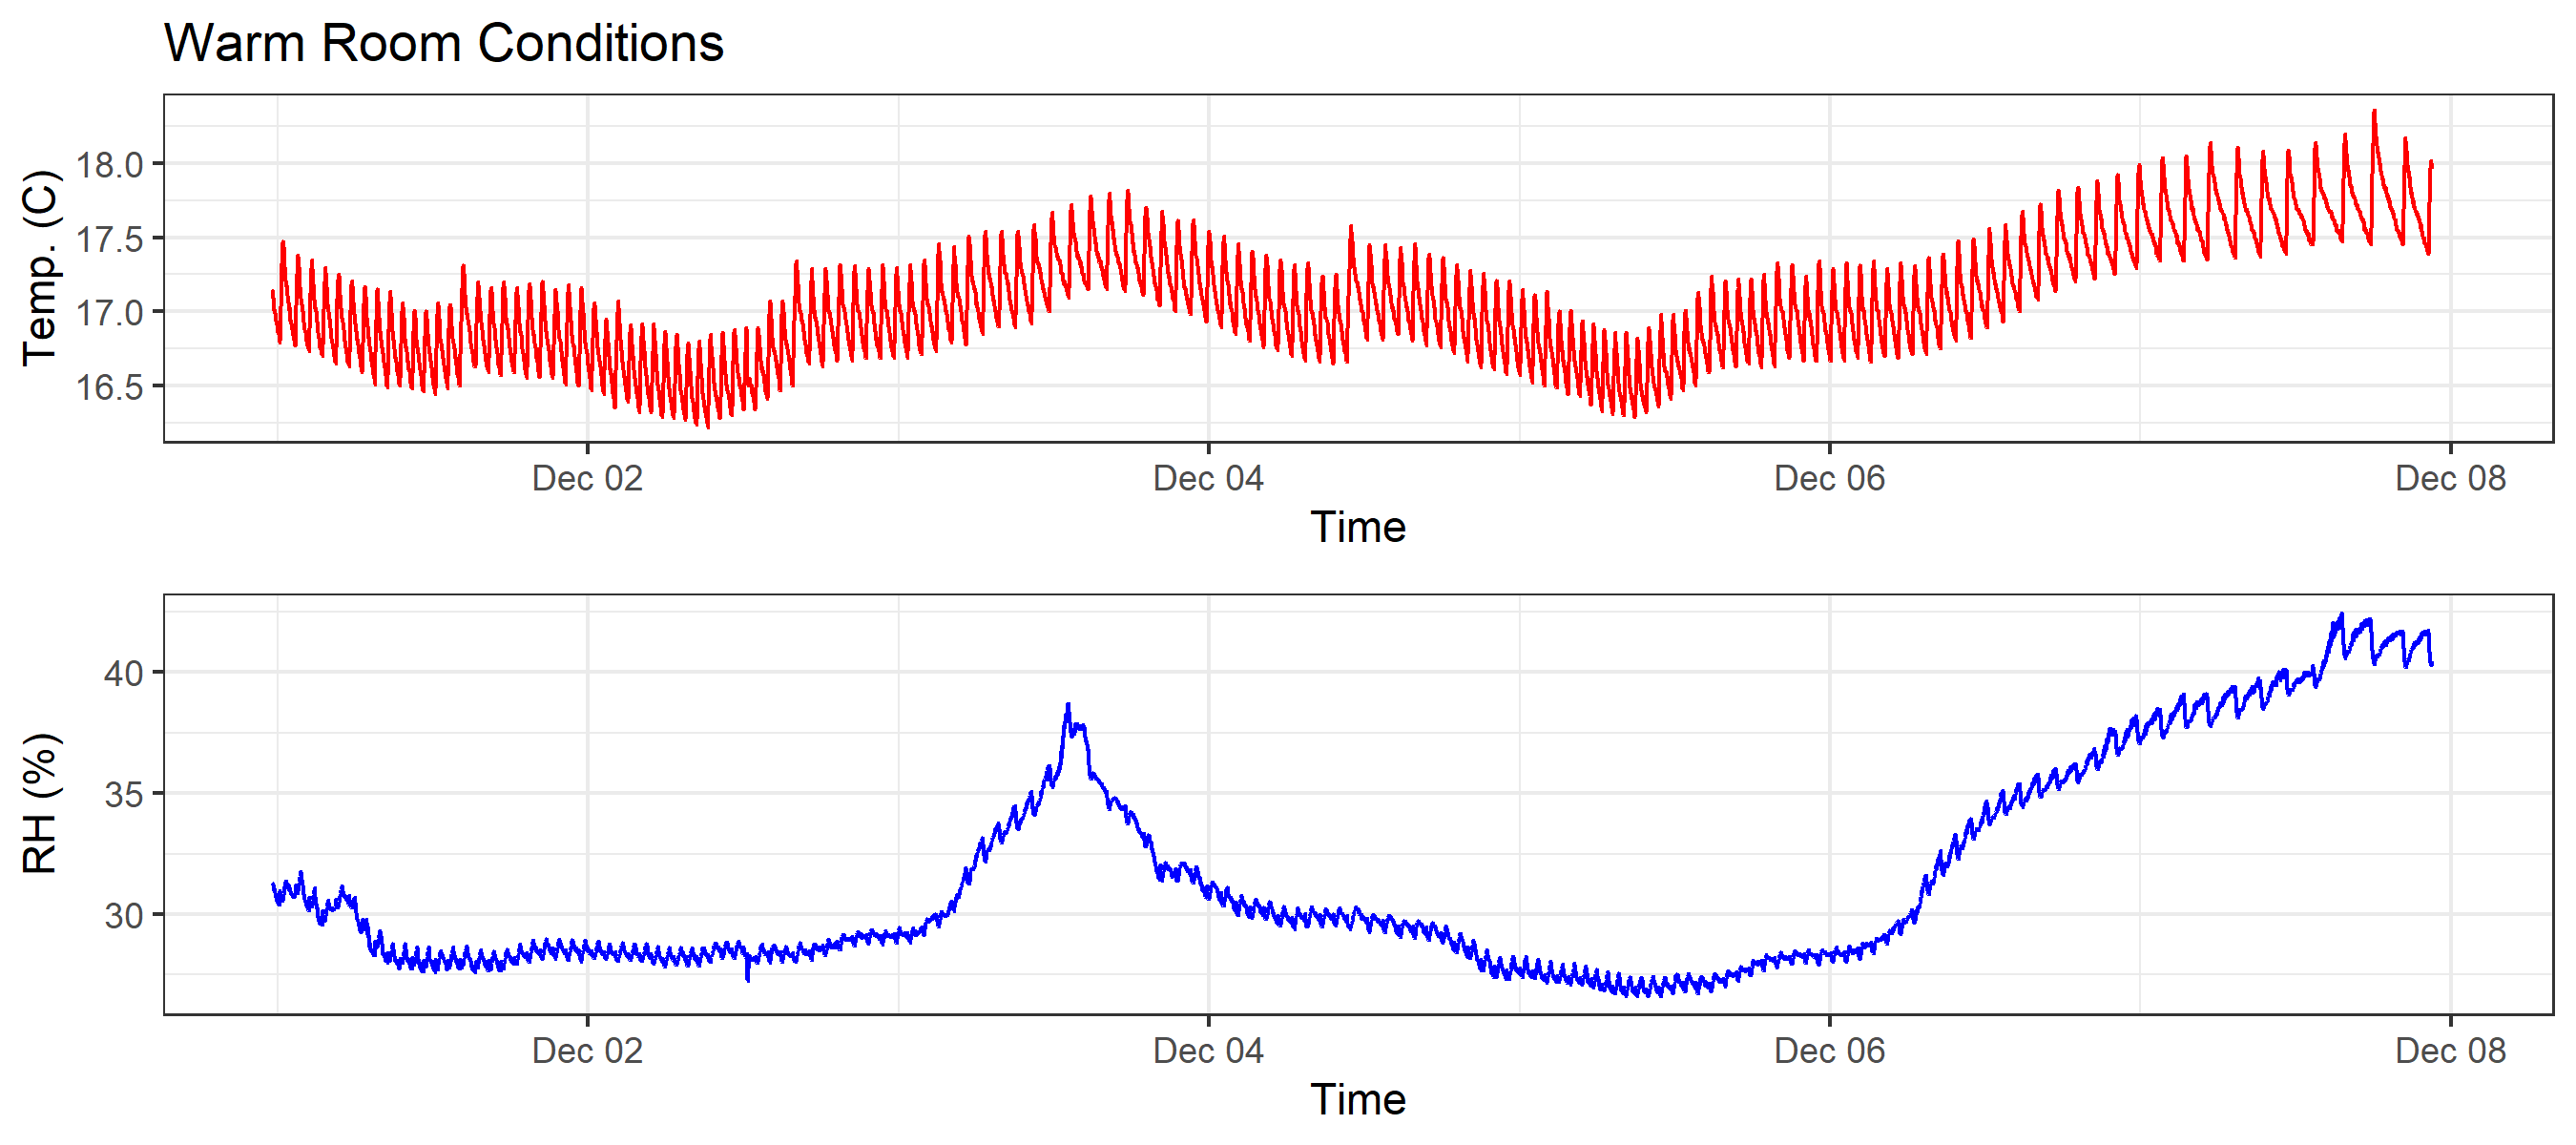 Warm Room Conditions
Temp. (C)
18.0
17.5
17.0
16.5
Dec 02 Dec 04 Dec 06 Dec 08
Time
RH (%)
40
35
30
Dec 02 Dec 04 Dec 06 Dec 08
Time